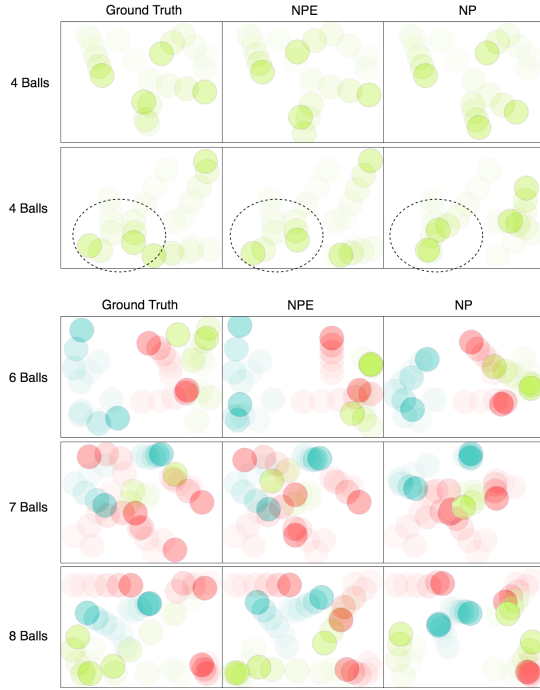 Ground Truth NPE NP
4 Balls
4 Balls
Ground Truth NPE NP
6 Balls
7 Balls
8 Balls